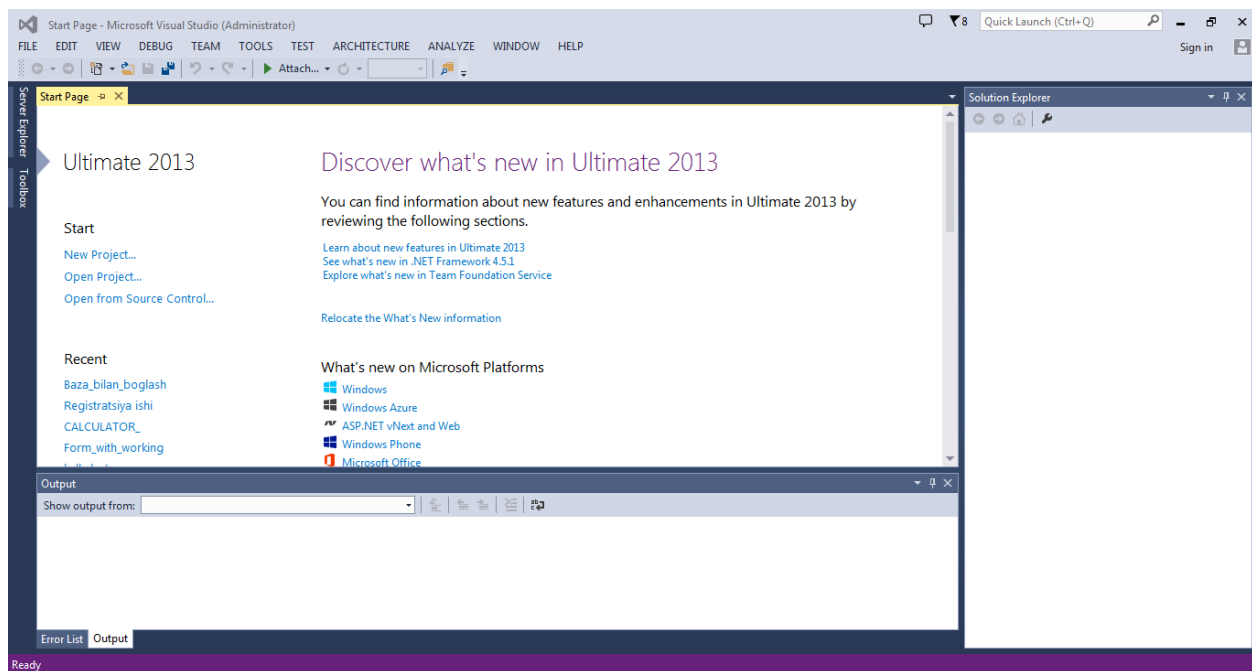 Start Page - Microsoft Visual Studio (Administrator)
8
Quick Launch (Ctrl+Q)
FILE EDIT VIEW DEBUG TEAM TOOLS TEST ARCHITECTURE ANALYZE WINDOW HELP
Sign in
Attach...
Server Explorer
Toolbox
Start Page
Ultimate 2013
Start
New Project...
Open Project...
Open from Source Control...
Recent
Baza_bilan_boglash
Registratsiya ishi
CALCULATOR_
Form_with_working
Discover what's new in Ultimate 2013
You can find information about new features and enhancements in Ultimate 2013 by
reviewing the following sections.
Learn about new features in Ultimate 2013
See what's new in .NET Framework 4.5.1
Explore what's new in Team Foundation Service
Relocate the What's New information
What's new on Microsoft Platforms
Windows
Windows Azure
ASP.NET vNext and Web
Windows Phone
Microsoft Office
Solution Explorer
Output
Show output from:
Error List Output
Ready